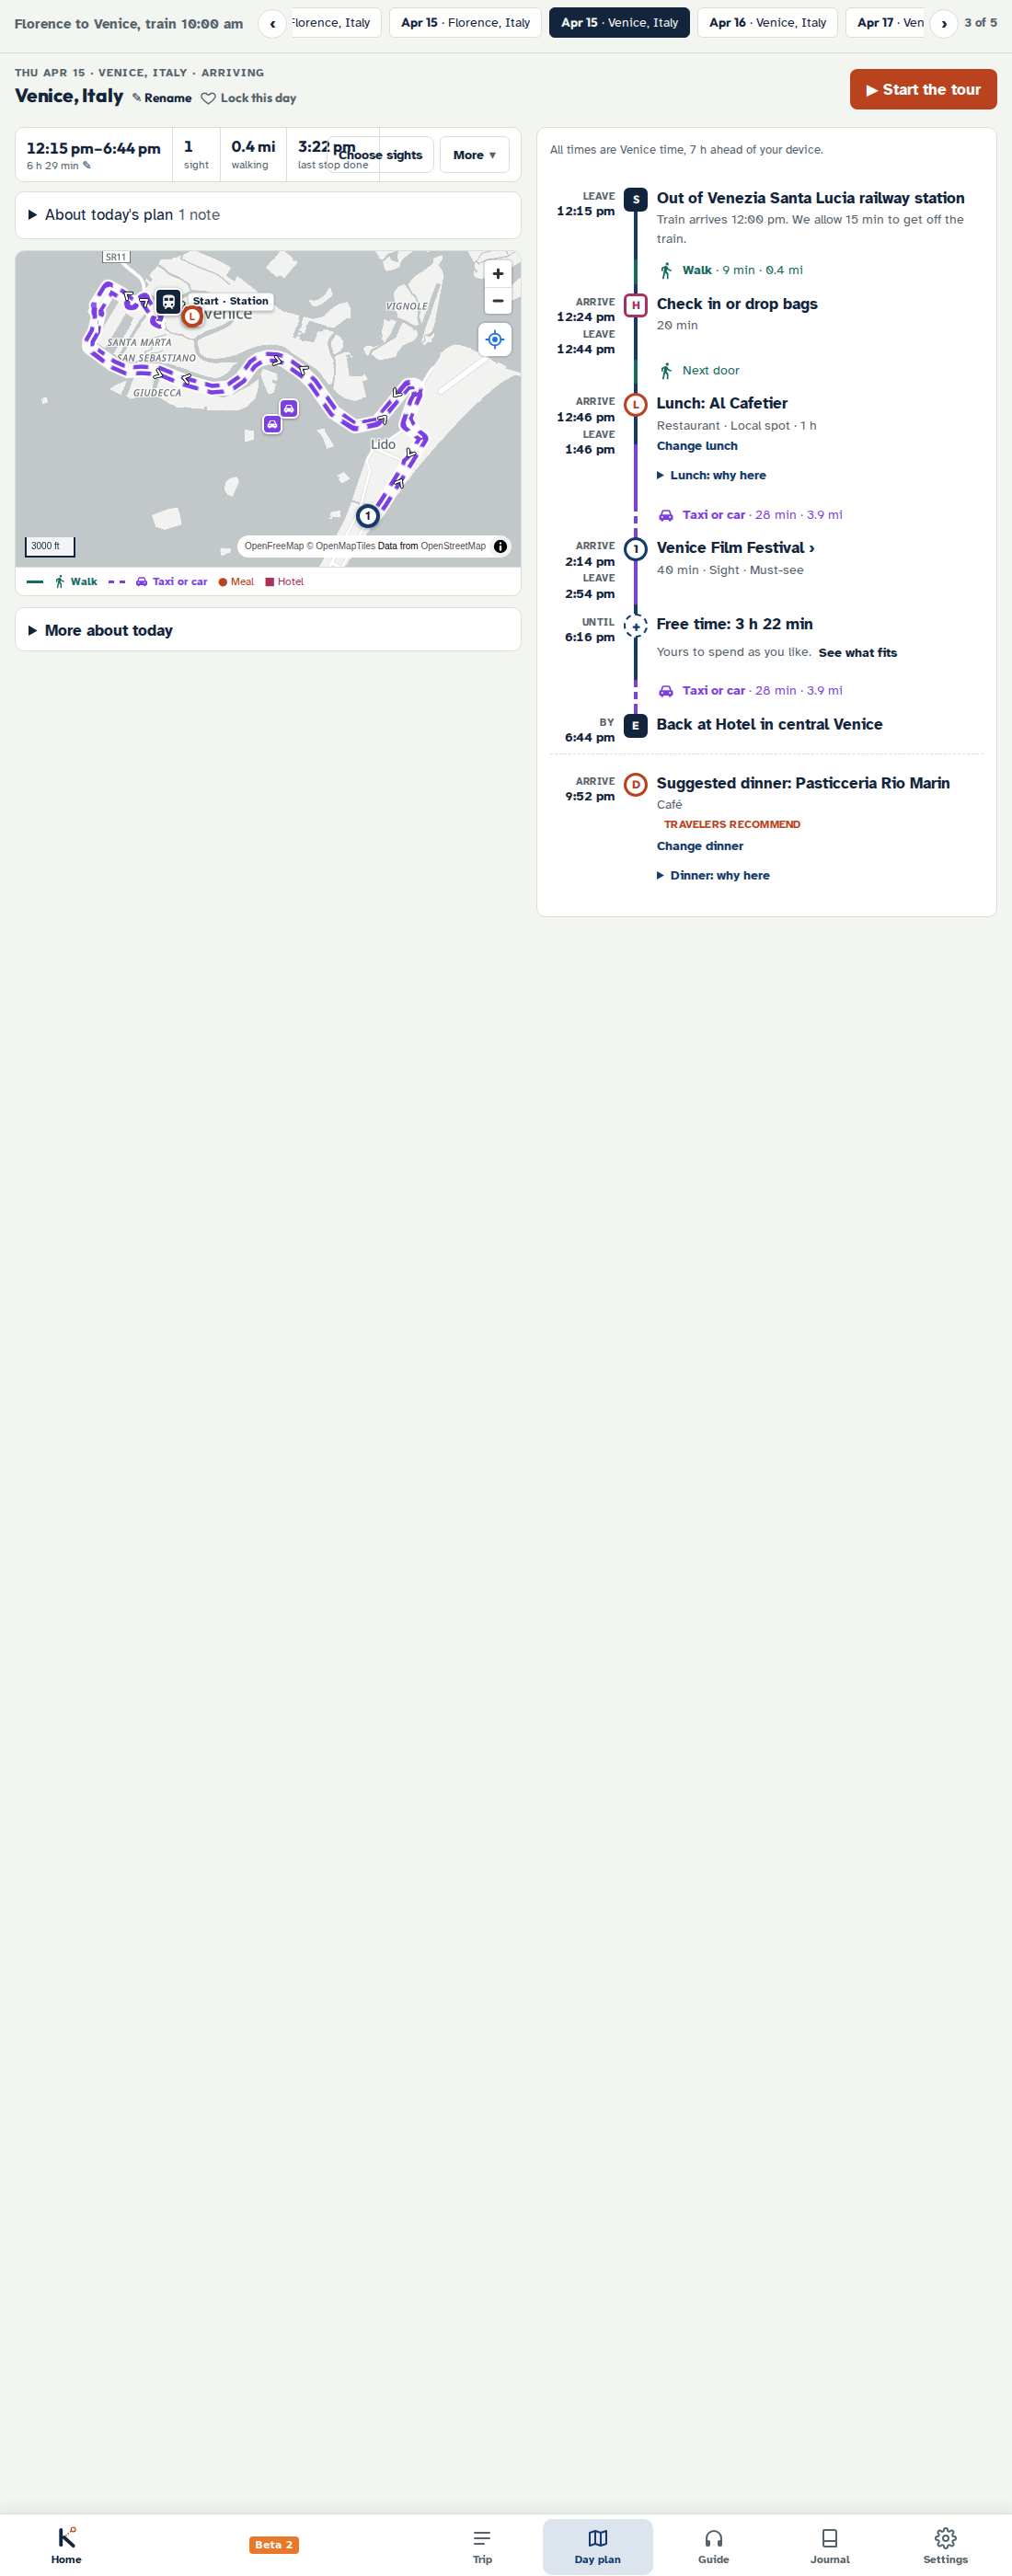 Florence to Venice, train 10:00 am
‹
Florence, Italy
Apr 15 · Florence, Italy
Apr 15 · Venice, Italy
Apr 16 · Venice, Italy
Apr 17 · Ven
›
3 of 5
THU APR 15 · VENICE, ITALY · ARRIVING
Venice, Italy ✎ Rename Lock this day
▶ Start the tour
12:15 pm–6:44 pm
6 h 29 min ✎
1
sight
0.4 mi
walking
3:22 pm
last stop done
Choose sights
More ▾
▶ About today's plan 1 note
SR11
Start · Station
L
Venice
VIGNOLE
SANTA MARTA
SAN SEBASTIANO
GIUDECCA
Lido
1
+
−
3000 ft
OpenFreeMap © OpenMapTiles Data from OpenStreetMap
Walk Taxi or car Meal Hotel
▶ More about today
All times are Venice time, 7 h ahead of your device.
LEAVE
12:15 pm
S
Out of Venezia Santa Lucia railway station
Train arrives 12:00 pm. We allow 15 min to get off the
train.
Walk · 9 min · 0.4 mi
ARRIVE
12:24 pm
LEAVE
12:44 pm
H
Check in or drop bags
20 min
Next door
ARRIVE
12:46 pm
LEAVE
1:46 pm
L
Lunch: Al Cafetier
Restaurant · Local spot · 1 h
Change lunch
▶ Lunch: why here
Taxi or car · 28 min · 3.9 mi
ARRIVE
2:14 pm
LEAVE
2:54 pm
1
Venice Film Festival ›
40 min · Sight · Must-see
UNTIL
6:16 pm
+
Free time: 3 h 22 min
Yours to spend as you like. See what fits
Taxi or car · 28 min · 3.9 mi
BY
6:44 pm
E
Back at Hotel in central Venice
ARRIVE
9:52 pm
D
Suggested dinner: Pasticceria Rio Marin
Café
TRAVELERS RECOMMEND
Change dinner
▶ Dinner: why here
Home
Beta 2
Trip
Day plan
Guide
Journal
Settings